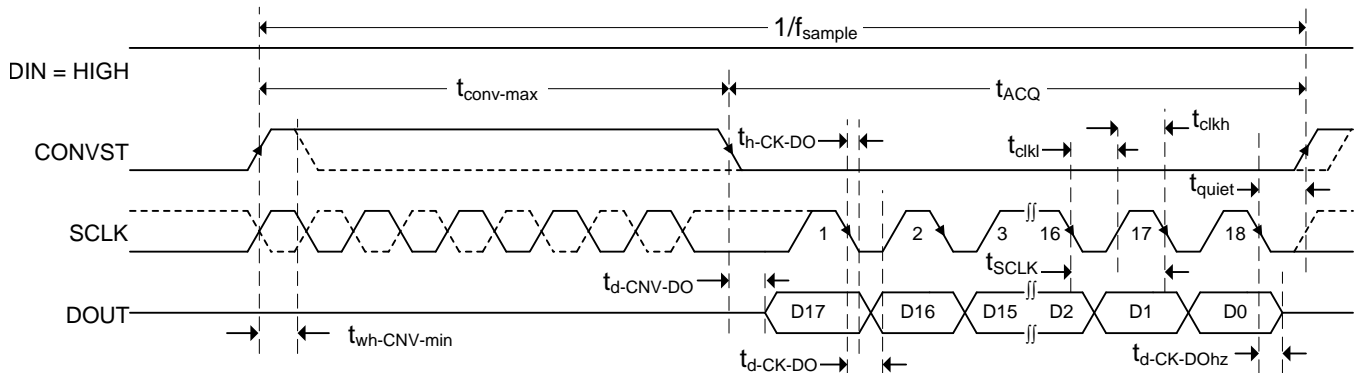 1/fsample
DIN = HIGH
tconv-max
tACQ
tclkh
th-CK-DO
CONVST
tclkl
tquiet
SCLK
1 2 3 16 17 18
tSCLK
td-CNV-DO
DOUT
D17 D16 D15 D2 D1 D0
twh-CNV-min
td-CK-DO
td-CK-DOhz